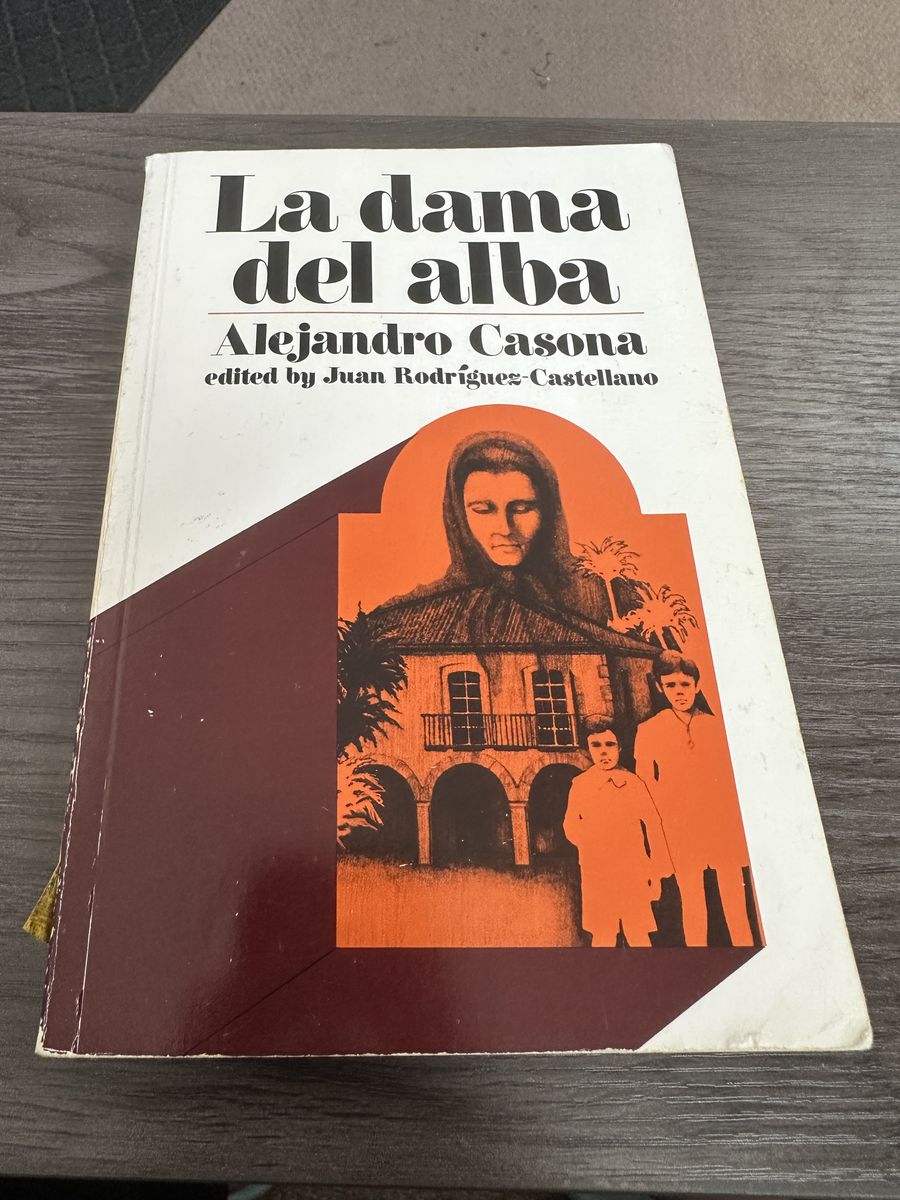 La dama
del alba
Alejandro Casona
edited by Juan Rodríguez-Castellano